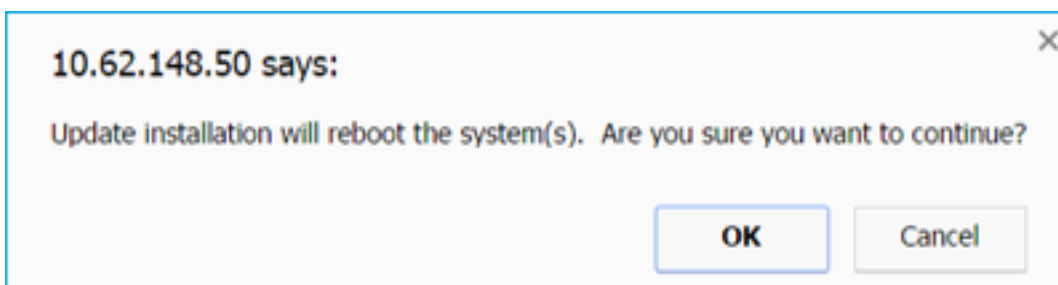 10.62.148.50 says:
Update installation will reboot the system(s).  Are you sure you want to continue?
OK
Cancel